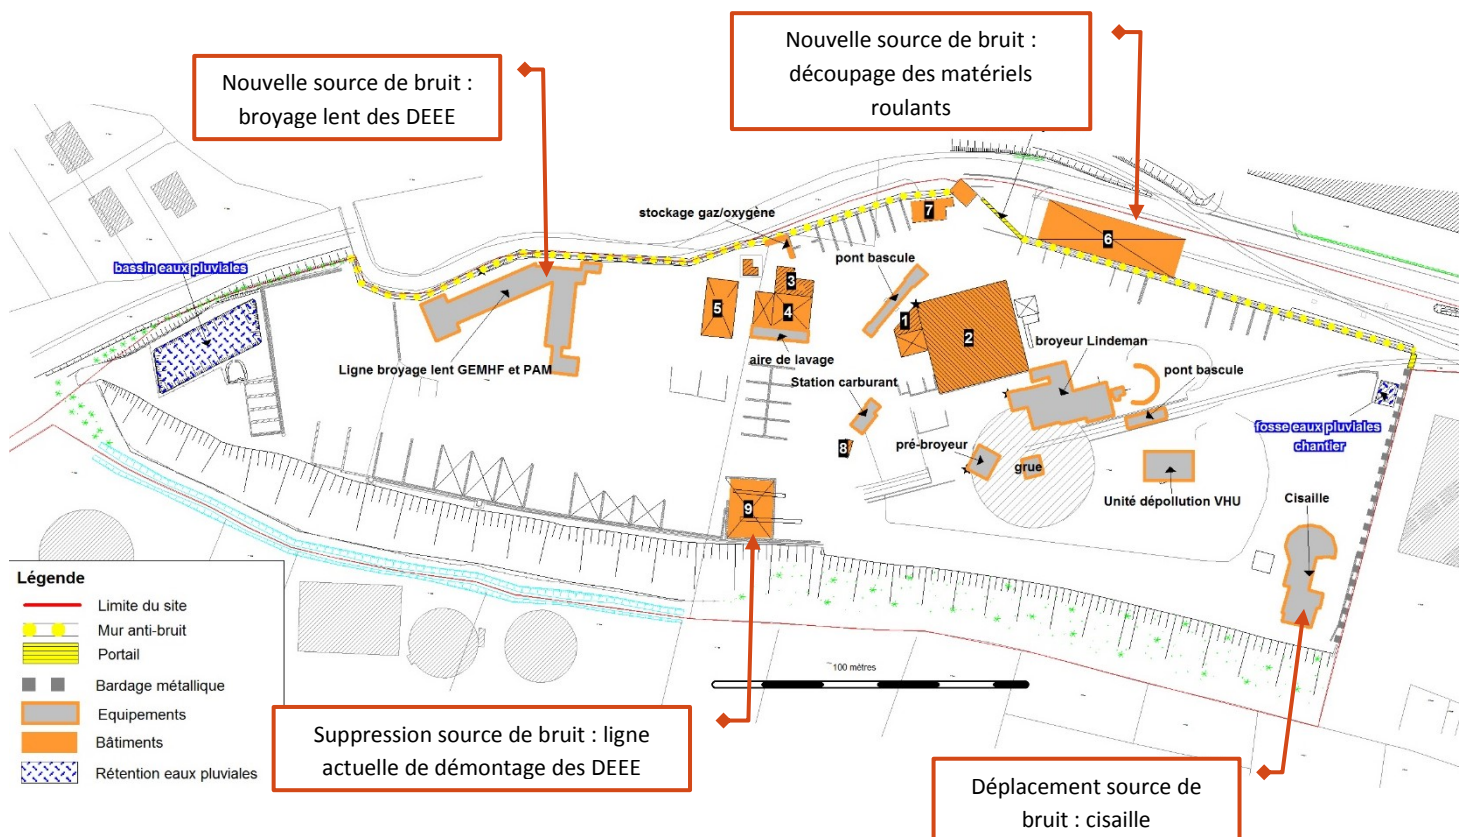 Nouvelle source de bruit :
découpage des matériels
roulants
Nouvelle source de bruit :
broyage lent des DEEE
stockage gaz/oxygène
7
6
bassin eaux pluviales
pont bascule
3
5
4
1
2
broyeur Lindeman
aire de lavage
Ligne broyage lent GEMHF et PAM
Station carburant
pont bascule
8
pré-broyeur
grue
fosse eaux pluviales
chantier
Unité dépollution VHU
Cisaille
9
Légende
Limite du site
Mur anti-bruit
Portail
Bardage métallique
Equipements
Bâtiments
Rétention eaux pluviales
100 mètres
Suppression source de bruit : ligne
actuelle de démontage des DEEE
Déplacement source de
bruit : cisaille